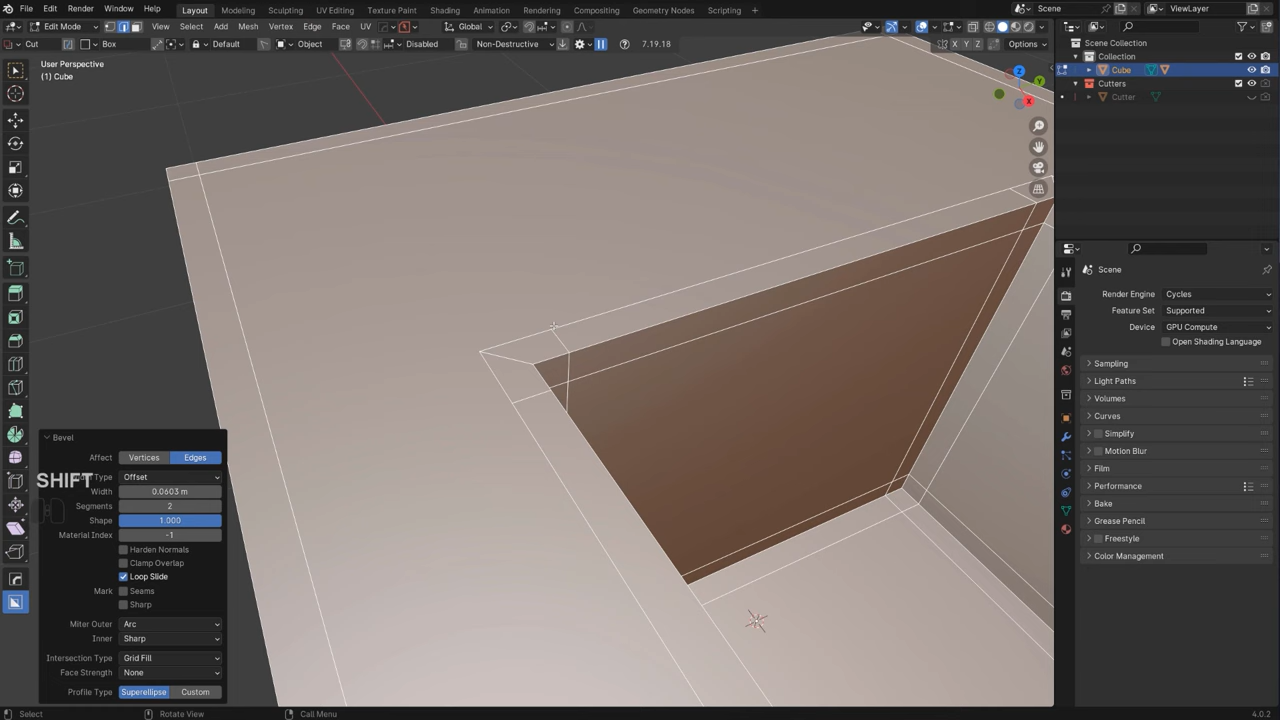 File Edit Render Window Help Layout Modeling Sculpting UV Editing Texture Paint Shading Animation Rendering Compositing Geometry Nodes Scripting Scene ViewLayer
Edit Mode View Select Add Mesh Vertex Edge Face UV Global
Cut Box Default Object Disabled Non-Destructive 7.19.18 X Y Z Options
User Perspective
(1) Cube
Z
Y
X
Scene Collection
Collection
Cube
Cutters
Cutter
Scene
Render Engine Cycles
Feature Set Supported
Device GPU Compute
Open Shading Language
Sampling
Light Paths
Volumes
Curves
Simplify
Motion Blur
Film
Performance
Bake
Grease Pencil
Freestyle
Color Management
Bevel
Affect Vertices Edges
SHIFT Type Offset
Width 0.0603 m
Segments 2
Shape 1.000
Material Index -1
Harden Normals
Clamp Overlap
Loop Slide
Mark Seams
Sharp
Miter Outer Arc
Inner Sharp
Intersection Type Grid Fill
Face Strength None
Profile Type Superellipse Custom
Select Rotate View Call Menu 4.0.2